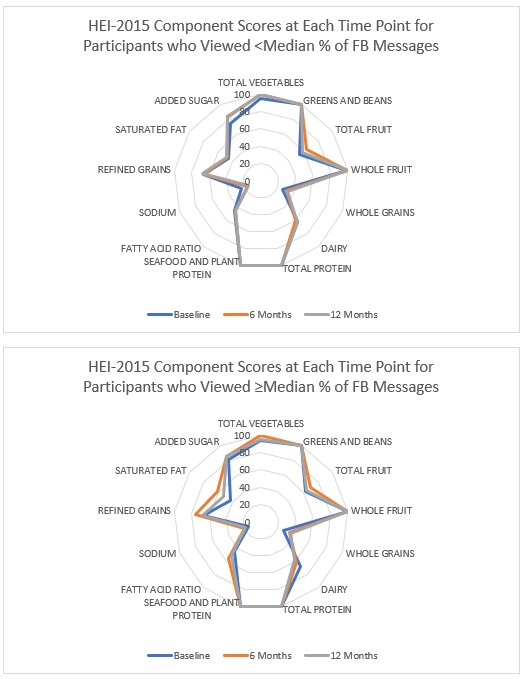 HEI-2015 Component Scores at Each Time Point for
Participants who Viewed <Median % of FB Messages
TOTAL VEGETABLES
ADDED SUGAR
100
GREENS AND BEANS
80
SATURATED FAT
TOTAL FRUIT
60
40
REFINED GRAINS
20
WHOLE FRUIT
0
SODIUM
WHOLE GRAINS
FATTY ACID RATIO
DAIRY
SEAFOOD AND PLANT
PROTEIN
TOTAL PROTEIN
Baseline
6 Months
12 Months
HEI-2015 Component Scores at Each Time Point for
Participants who Viewed ≥Median % of FB Messages
TOTAL VEGETABLES
ADDED SUGAR
100
GREENS AND BEANS
80
SATURATED FAT
TOTAL FRUIT
60
40
REFINED GRAINS
20
WHOLE FRUIT
0
SODIUM
WHOLE GRAINS
FATTY ACID RATIO
DAIRY
SEAFOOD AND PLANT
PROTEIN
TOTAL PROTEIN
Baseline
6 Months
12 Months